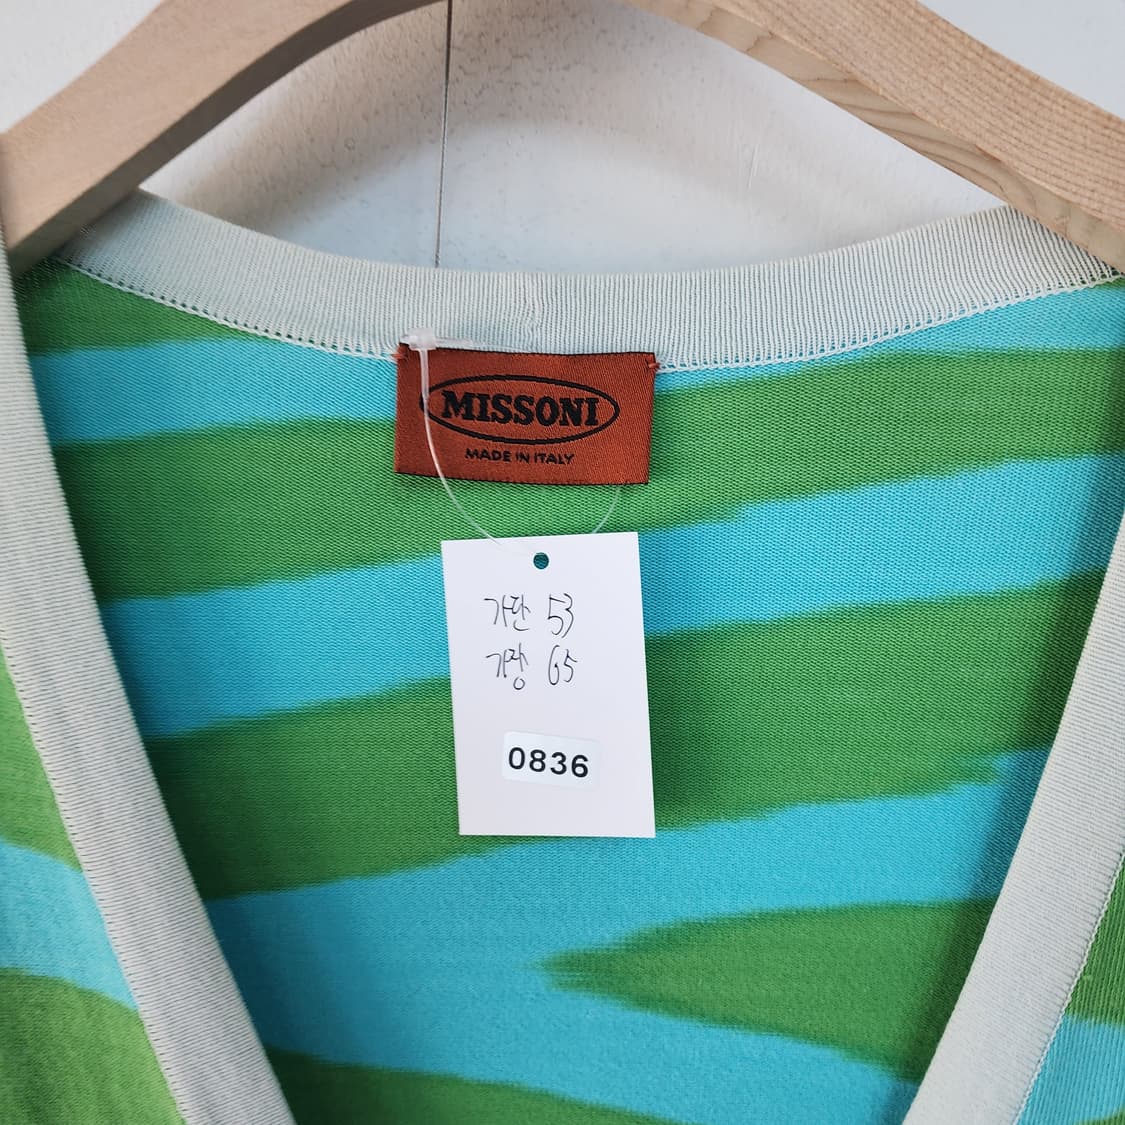 MISSONI
MADE IN ITALY
가단 53
기장 65
0836